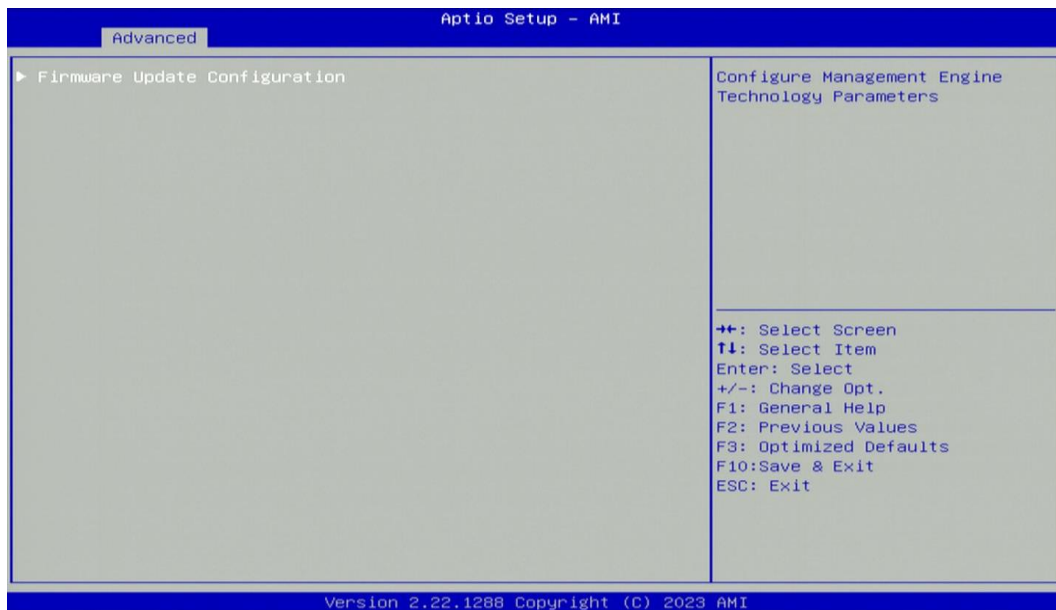 Aptio Setup - AMI
Advanced
▶ Firmware Update Configuration
Configure Management Engine
Technology Parameters
→←: Select Screen
↑↓: Select Item
Enter: Select
+/-: Change Opt.
F1: General Help
F2: Previous Values
F3: Optimized Defaults
F10:Save & Exit
ESC: Exit
Version 2.22.1288 Copyright (C) 2023 AMI